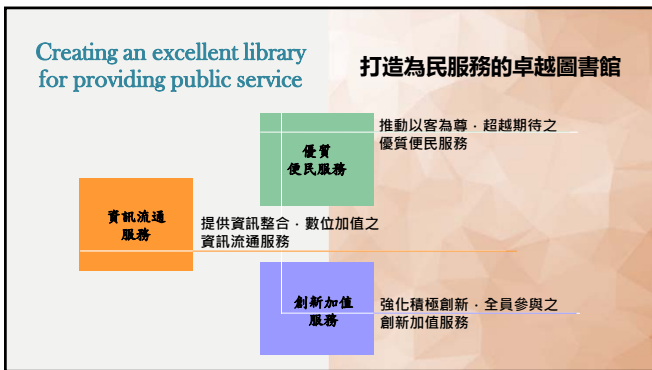 Creating an excellent library
for providing public service
打造為民服務的卓越圖書館
優質
便民服務
推動以客為尊．超越期待之
優質便民服務
資訊流通
服務
提供資訊整合．數位加值之
資訊流通服務
創新加值
服務
強化積極創新．全員參與之
創新加值服務